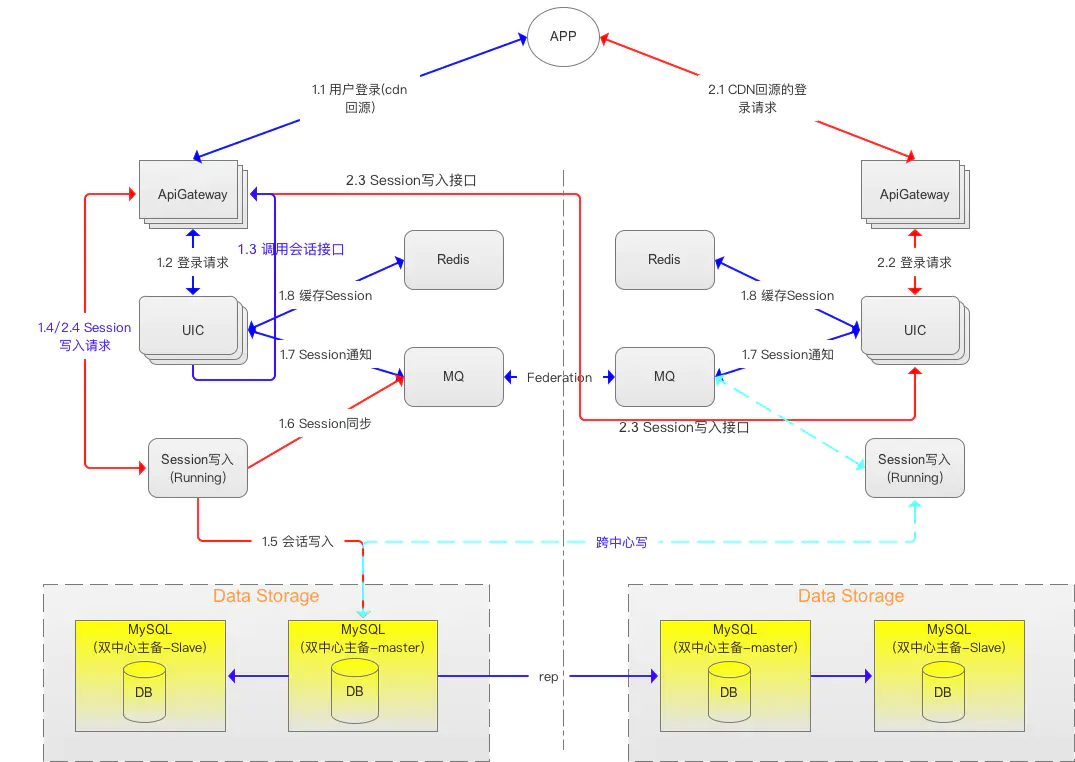 APP
1.1 用户登录(cdn
回源)
2.1 CDN回源的登
录请求
ApiGateway
2.3 Session写入接口
ApiGateway
1.3 调用会话接口
1.2 登录请求
Redis
Redis
2.2 登录请求
1.8 缓存Session
1.8 缓存Session
1.4/2.4 Session
写入请求
UIC
UIC
1.7 Session通知
1.7 Session通知
MQ
Federation
MQ
1.6 Session同步
2.3 Session写入接口
Session写入
(Running)
Session写入
(Running)
1.5 会话写入
跨中心写
Data Storage
Data Storage
MySQL
(双中心主备-Slave)
DB
MySQL
(双中心主备-master)
DB
rep
MySQL
(双中心主备-master)
DB
MySQL
(双中心主备-Slave)
DB